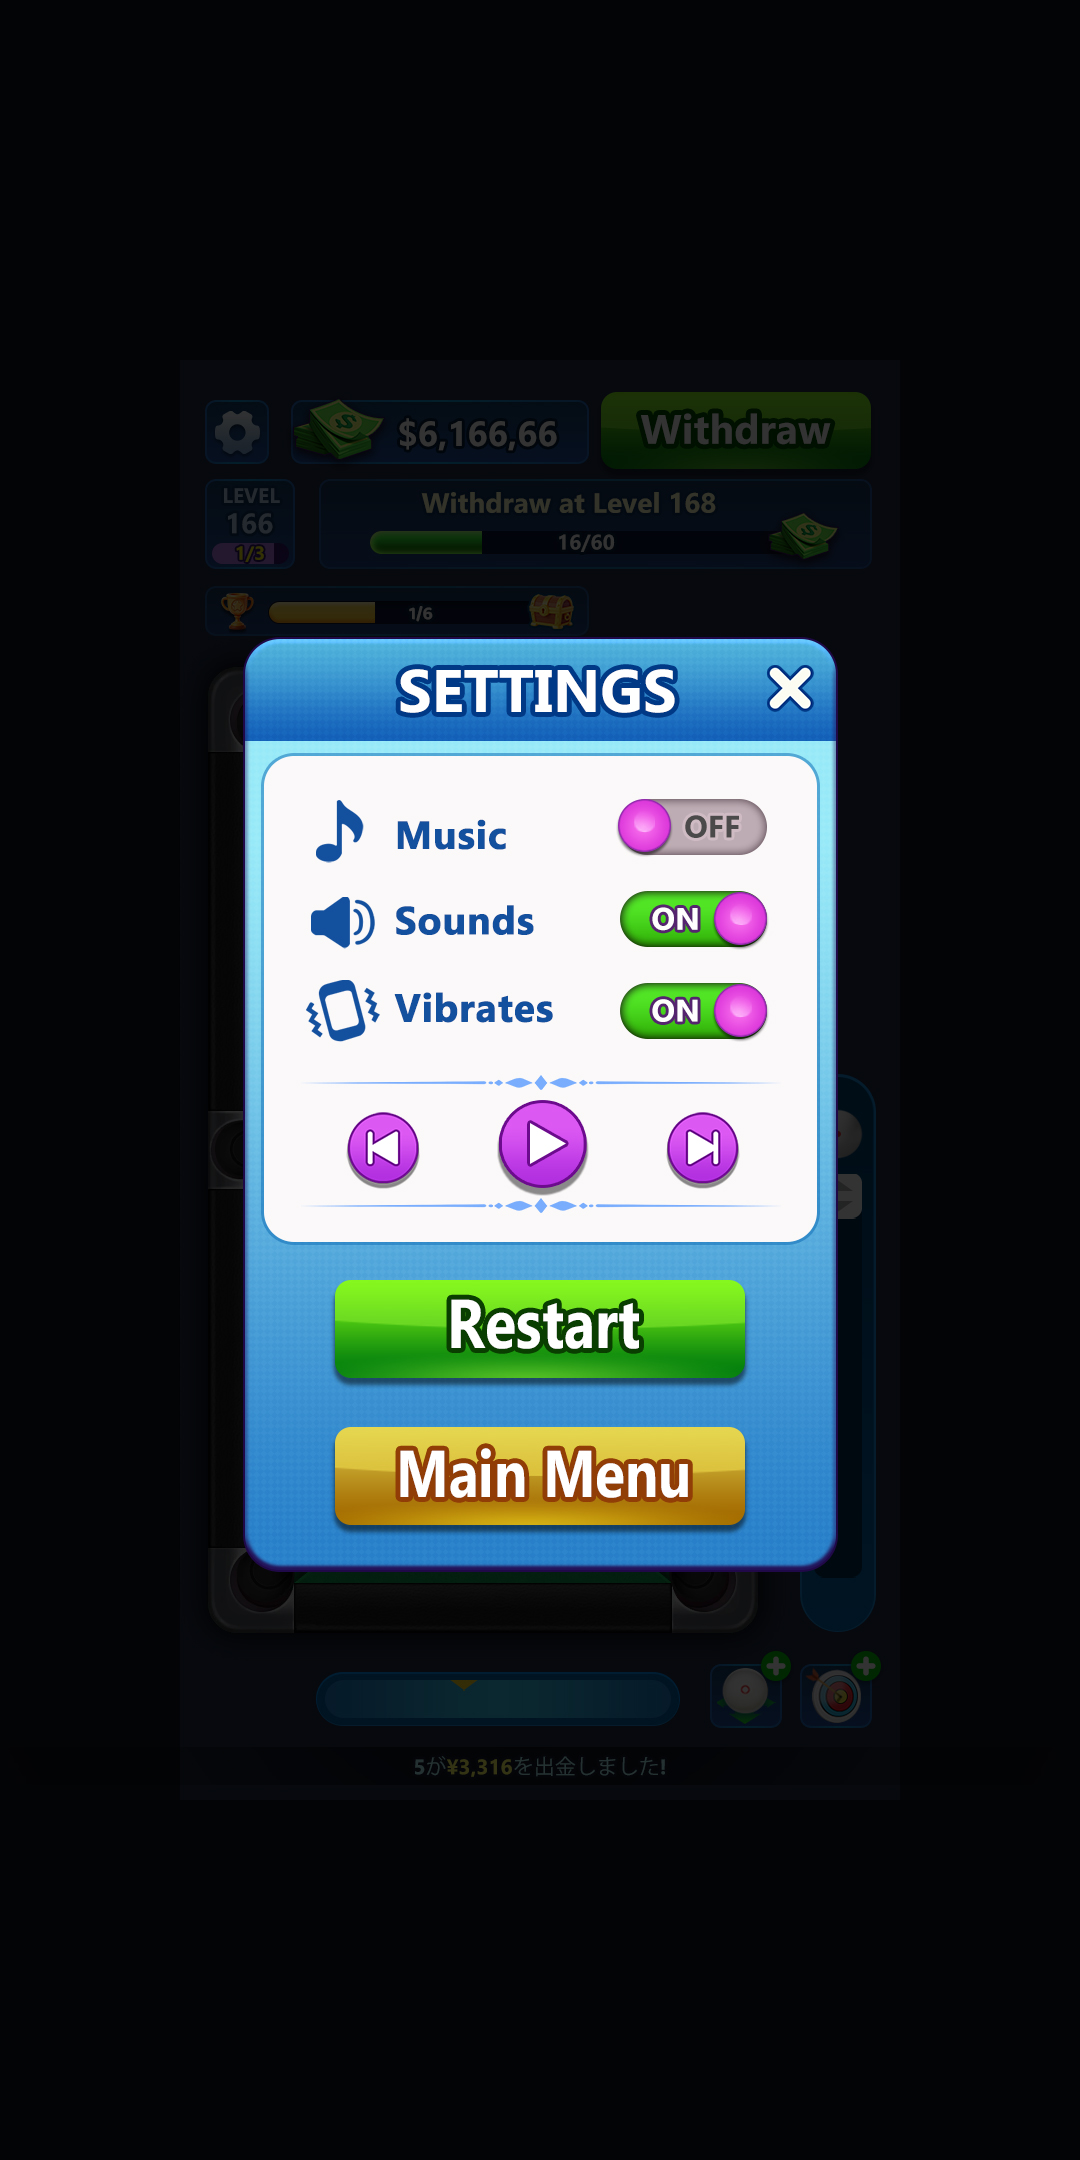 $6,166,66
Withdraw
LEVEL
166
1/3
Withdraw at Level 168
16/60
1/6
SETTINGS
Music
OFF
Sounds
ON
Vibrates
ON
Restart
Main Menu
5が¥3,316を出金しました!